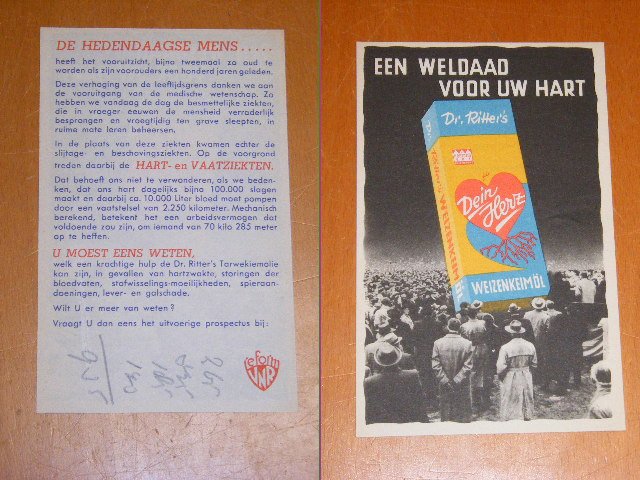 DE HEDENDAAGSE MENS.....
heeft het vooruitzicht, bijna tweemaal zo oud te
worden als zijn voorouders een honderd jaren geleden.
Deze verhaging van de leeftijdsgrens danken we aan
de vooruitgang van de medische wetenschap. Zo
hebben we vandaag de dag de besmettelijke ziekten,
die in vroeger eeuwen de mensheid verraderlijk
besprongen en vroegtijdig ten grave sleepten, in
ruime mate leren beheersen.
In de plaats van deze ziekten kwamen echter de
slijtage- en beschavingsziekten. Op de voorgrond
treden daarbij de HART- en VAATZIEKTEN.
Dat behoeft ons niet te verwonderen, als we beden-
ken, dat ons hart dagelijks bijna 100.000 slagen
maakt en daarbij ca. 10.000 Liter bloed moet pompen
door een vaatstelsel van 2.250 kilometer. Mechanisch
berekend, betekent het een arbeidsvermogen dat
voldoende zou zijn, om iemand van 70 kilo 285 meter
op te heffen.
U MOEST EENS WETEN,
welk een krachtige hulp de Dr. Ritter's Tarwekiemolie
kan zijn, in gevallen van hartzwakte, storingen der
bloedvaten, stofwisselings-moeilijkheden, spieraan-
doeningen, lever- en galschade.
Wilt U er meer van weten?
Vraagt U dan eens het uitvoerige prospectus bij:
reform
VNR
EEN WELDAAD
VOOR UW HART
Dr. Ritter's
Dein
Herz
WEIZENKEIMÖL